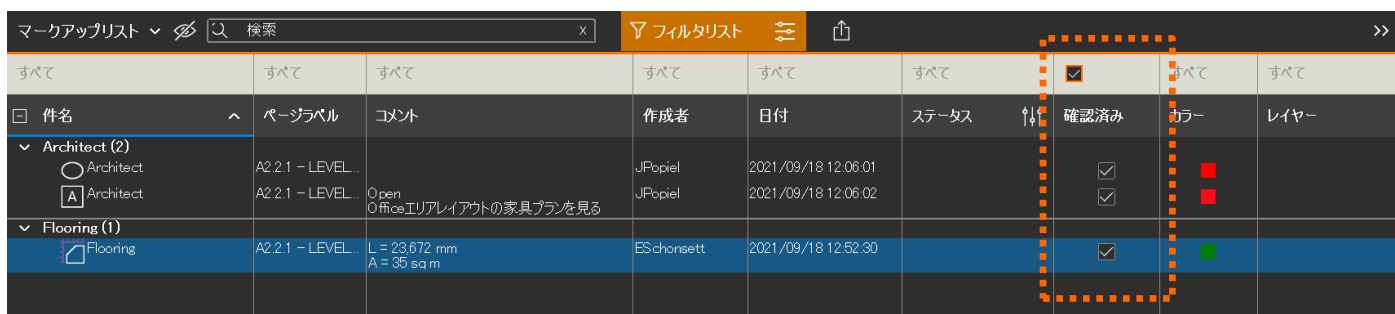 マークアップリスト 検索 x フィルタリスト >>
すべて すべて すべて すべて すべて すべて すべて すべて
件名 ページラベル コメント 作成者 日付 ステータス 確認済み カラー レイヤー
Architect (2)
Architect A2.2.1 - LEVEL... JPopiel 2021/09/18 12:06:01
A Architect A2.2.1 - LEVEL... Open JPopiel 2021/09/18 12:06:02
Officeエリアレイアウトの家具プランを見る
Flooring (1)
Flooring A2.2.1 - LEVEL... L = 23,672 mm ESchonsett 2021/09/18 12:52:30
A = 35 sq m